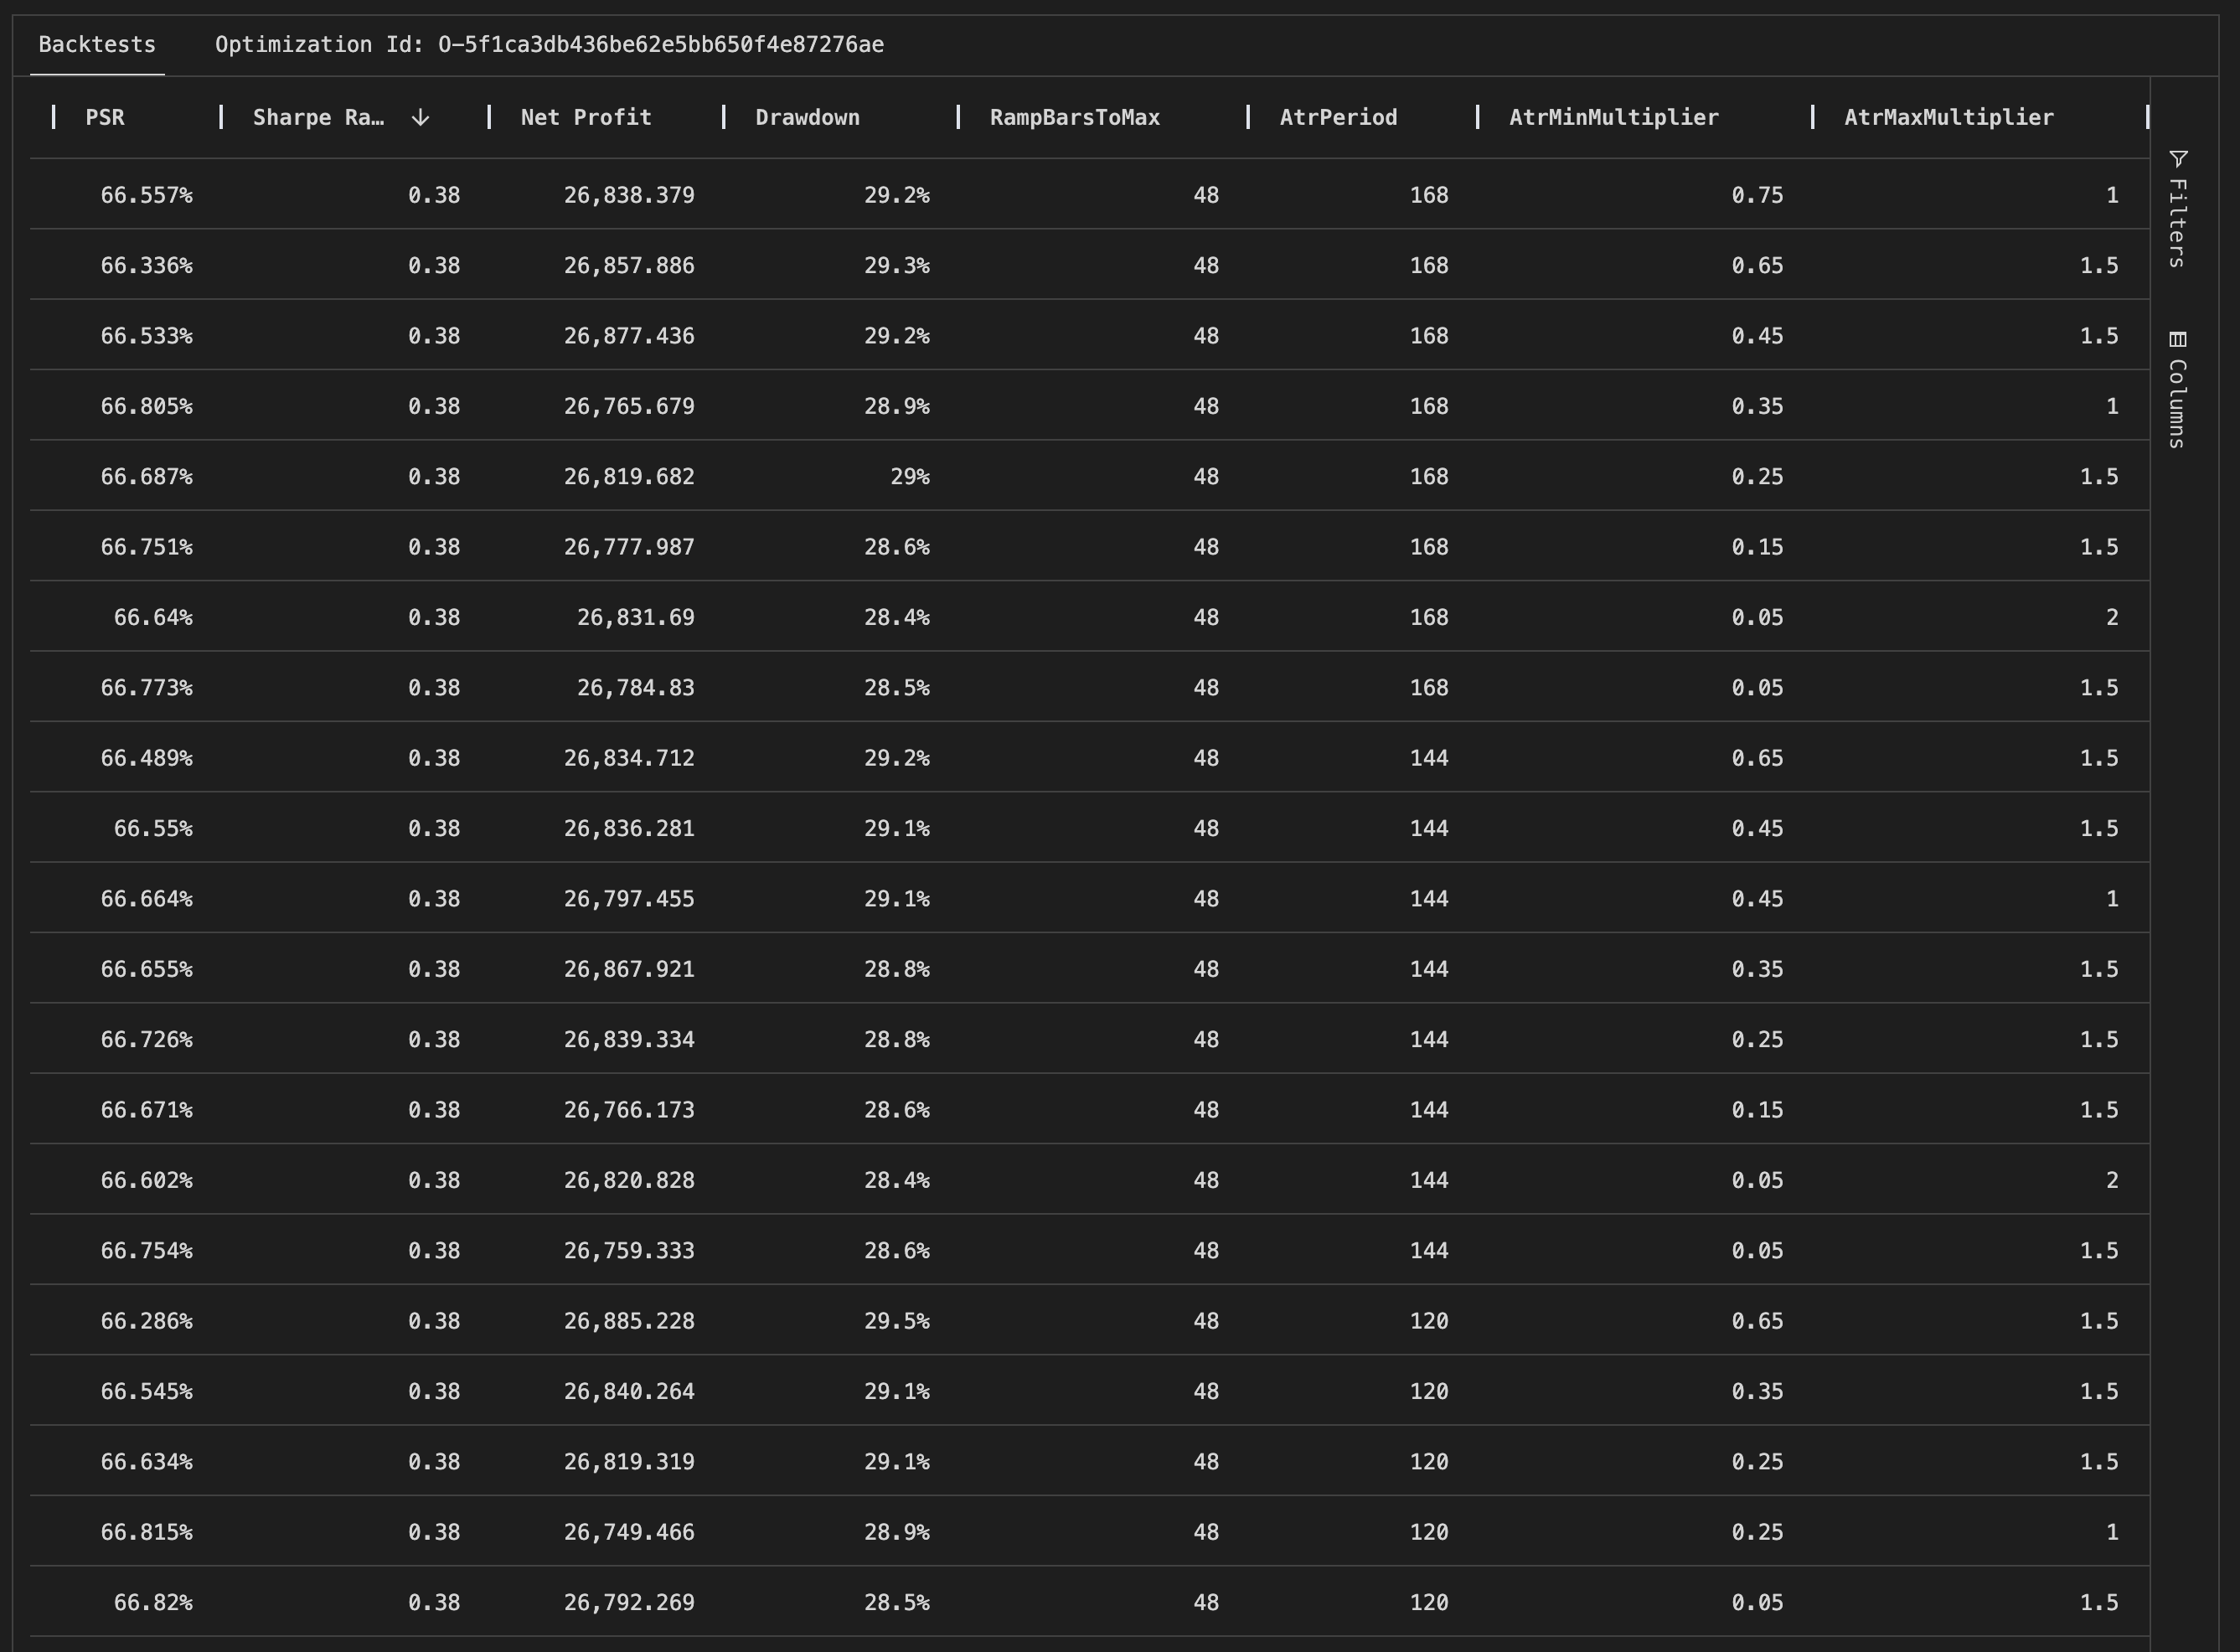 Backtests Optimization Id: O-5f1ca3db436be62e5bb650f4e87276ae
PSR Sharpe Ra… ↓ Net Profit Drawdown RampBarsToMax AtrPeriod AtrMinMultiplier AtrMaxMultiplier
66.557% 0.38 26,838.379 29.2% 48 168 0.75 1
66.336% 0.38 26,857.886 29.3% 48 168 0.65 1.5
66.533% 0.38 26,877.436 29.2% 48 168 0.45 1.5
66.805% 0.38 26,765.679 28.9% 48 168 0.35 1
66.687% 0.38 26,819.682 29% 48 168 0.25 1.5
66.751% 0.38 26,777.987 28.6% 48 168 0.15 1.5
66.64% 0.38 26,831.69 28.4% 48 168 0.05 2
66.773% 0.38 26,784.83 28.5% 48 168 0.05 1.5
66.489% 0.38 26,834.712 29.2% 48 144 0.65 1.5
66.55% 0.38 26,836.281 29.1% 48 144 0.45 1.5
66.664% 0.38 26,797.455 29.1% 48 144 0.45 1
66.655% 0.38 26,867.921 28.8% 48 144 0.35 1.5
66.726% 0.38 26,839.334 28.8% 48 144 0.25 1.5
66.671% 0.38 26,766.173 28.6% 48 144 0.15 1.5
66.602% 0.38 26,820.828 28.4% 48 144 0.05 2
66.754% 0.38 26,759.333 28.6% 48 144 0.05 1.5
66.286% 0.38 26,885.228 29.5% 48 120 0.65 1.5
66.545% 0.38 26,840.264 29.1% 48 120 0.35 1.5
66.634% 0.38 26,819.319 29.1% 48 120 0.25 1.5
66.815% 0.38 26,749.466 28.9% 48 120 0.25 1
66.82% 0.38 26,792.269 28.5% 48 120 0.05 1.5
Filters
Columns